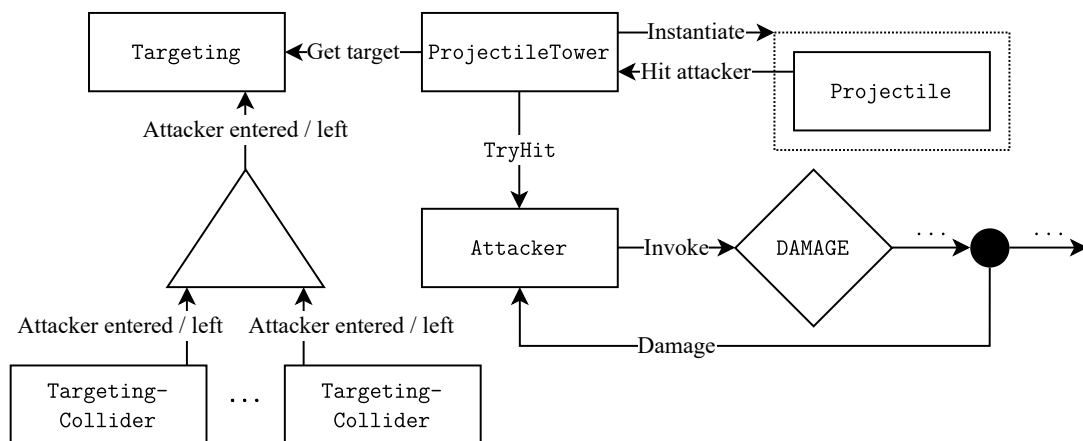 Targeting
Get target
ProjectileTower
Instantiate
Hit attacker
Projectile
Attacker entered / left
TryHit
Attacker
Invoke
DAMAGE
...
...
Attacker entered / left
Attacker entered / left
Damage
Targeting-
Collider
...
Targeting-
Collider